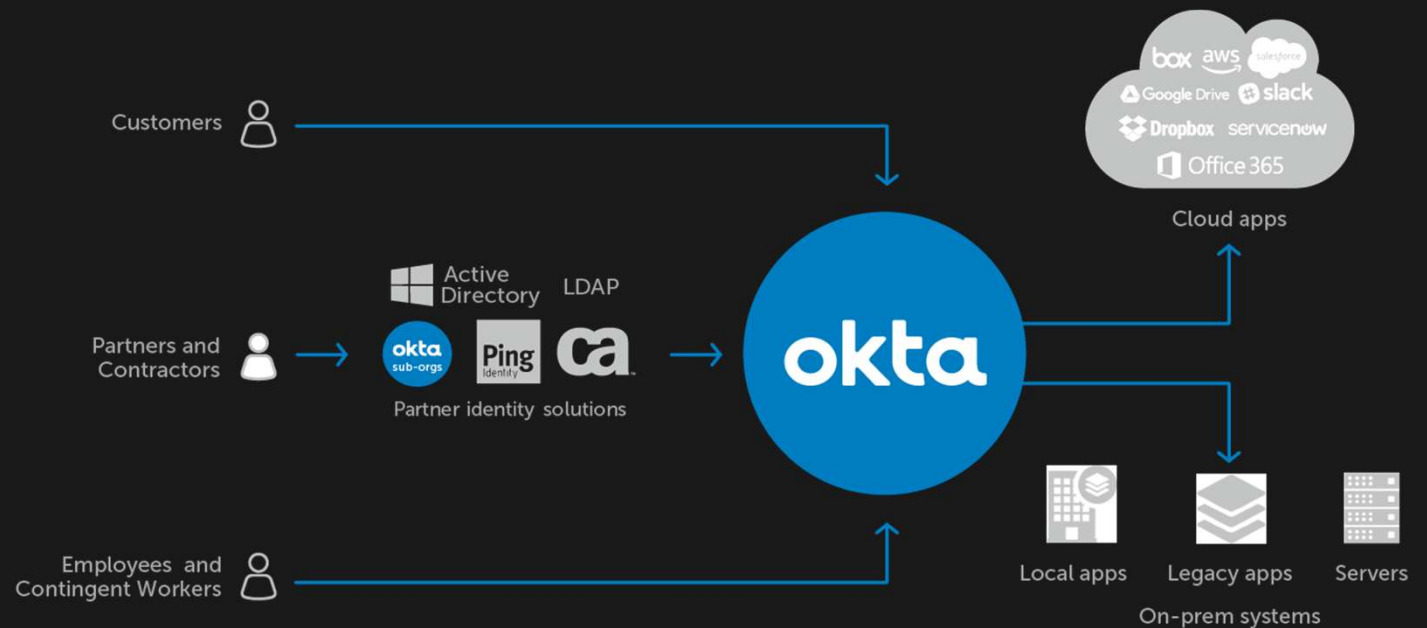 Customers
Partners and
Contractors
Employees and
Contingent Workers
Active
Directory
LDAP
okta
sub-orgs
Ping
Identity
ca
Partner identity solutions
okta
box aws salesforce
Google Drive slack
Dropbox servicenow
Office 365
Cloud apps
Local apps
Legacy apps
Servers
On-prem systems